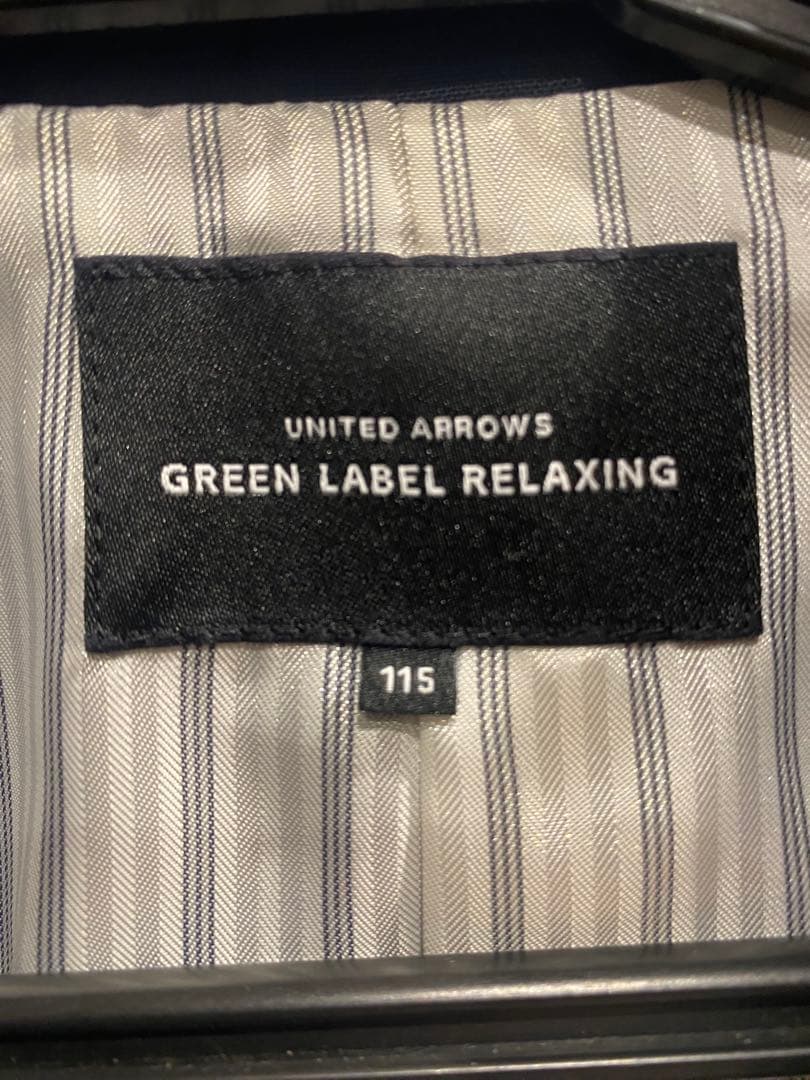 UNITED ARROWS
GREEN LABEL RELAXING
115